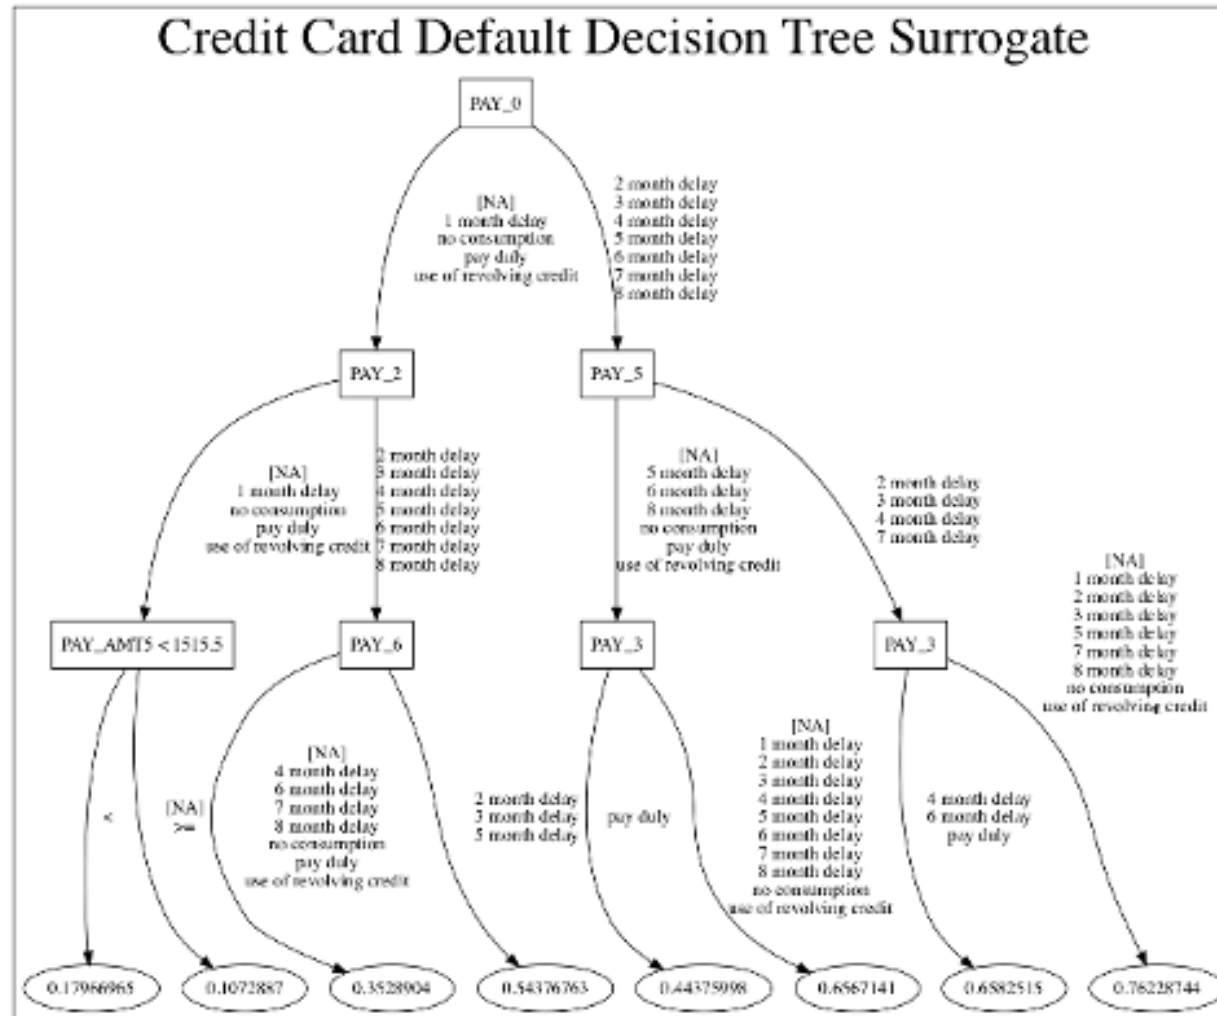 Credit Card Default Decision Tree Surrogate
PAY_0
[NA]
1 month delay
no consumption
pay duly
use of revolving credit
2 month delay
3 month delay
4 month delay
5 month delay
6 month delay
7 month delay
8 month delay
PAY_2
PAY_5
[NA]
1 month delay
no consumption
pay duly
use of revolving credit
2 month delay
3 month delay
4 month delay
5 month delay
6 month delay
7 month delay
8 month delay
[NA]
5 month delay
6 month delay
8 month delay
no consumption
pay duly
use of revolving credit
2 month delay
3 month delay
4 month delay
7 month delay
PAY_AMT5 < 1515.5
PAY_6
PAY_3
PAY_3
<
[NA]
>=
[NA]
4 month delay
6 month delay
7 month delay
8 month delay
no consumption
pay duly
use of revolving credit
2 month delay
3 month delay
5 month delay
pay duly
[NA]
1 month delay
2 month delay
3 month delay
4 month delay
5 month delay
6 month delay
7 month delay
8 month delay
no consumption
use of revolving credit
4 month delay
6 month delay
pay duly
[NA]
1 month delay
2 month delay
3 month delay
5 month delay
7 month delay
8 month delay
no consumption
use of revolving credit
0.17966965
0.1072887
0.3528904
0.54376763
0.44375998
0.6567141
0.6582515
0.76228744